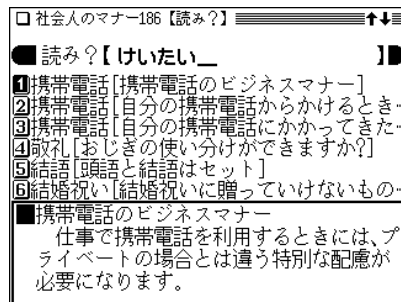 社会人のマナー186【読み?】
読み?【けいたい_ 】
1携帯電話[携帯電話のビジネスマナー]
2携帯電話[自分の携帯電話からかけるとき‥
3携帯電話[自分の携帯電話にかかってきた‥
4敬礼[おじぎの使い分けができますか?]
5結語[頭語と結語はセット]
6結婚祝い[結婚祝いに贈っていけないもの‥
■携帯電話のビジネスマナー
仕事で携帯電話を利用するときには、プ
ライベートの場合とは違う特別な配慮が
必要になります。